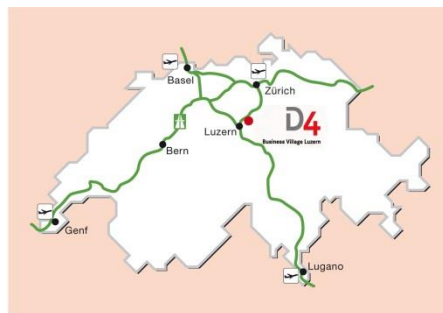 Basel
Zürich
D4
Business Village Luzern
Luzern
Bern
Genf
Lugano